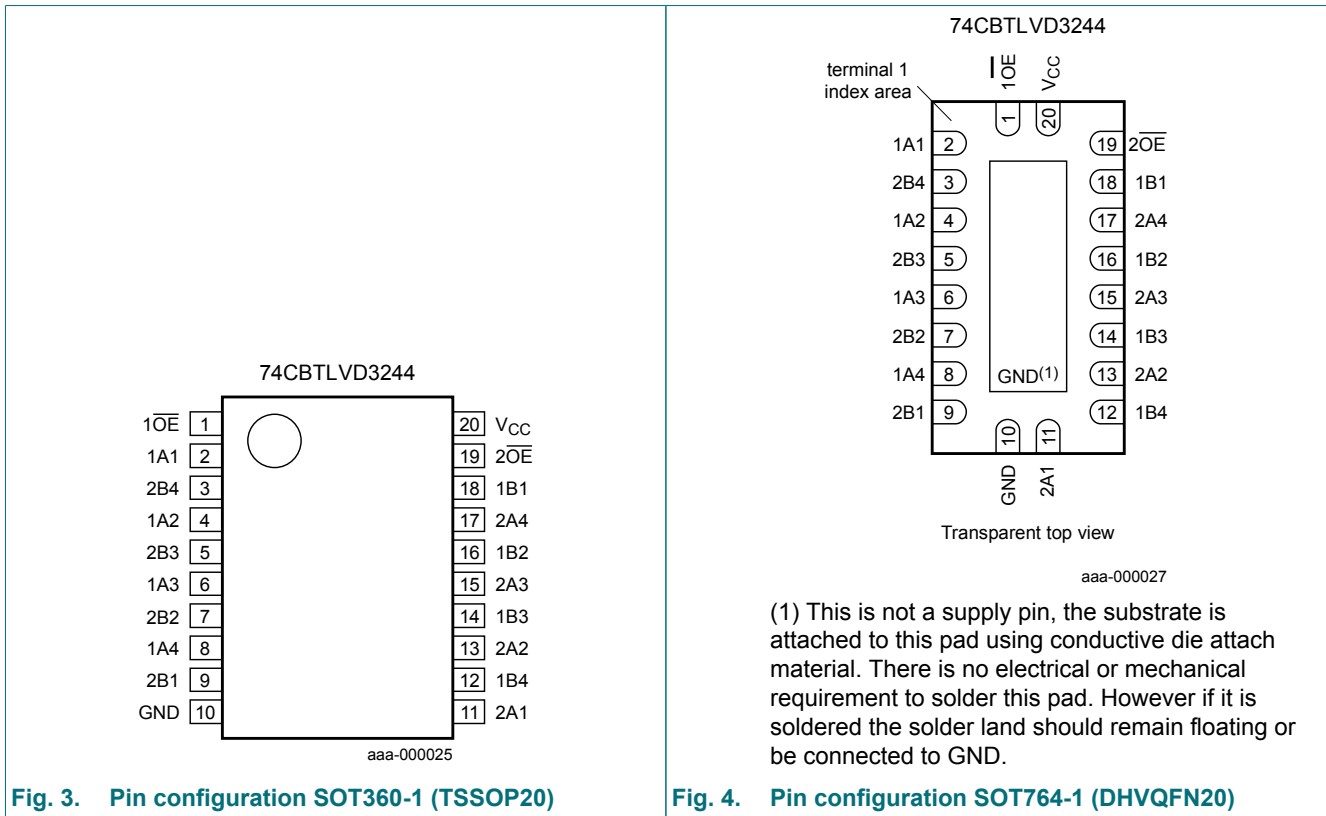 74CBTLVD3244
1OE 1
1A1 2
2B4 3
1A2 4
2B3 5
1A3 6
2B2 7
1A4 8
2B1 9
GND 10
20 VCC
19 2OE
18 1B1
17 2A4
16 1B2
15 2A3
14 1B3
13 2A2
12 1B4
11 2A1
aaa-000025
Fig. 3. Pin configuration SOT360-1 (TSSOP20)
74CBTLVD3244
terminal 1
index area
1OE
VCC
1
20
1A1 2
2B4 3
1A2 4
2B3 5
1A3 6
2B2 7
1A4 8
2B1 9
19 2OE
18 1B1
17 2A4
16 1B2
15 2A3
14 1B3
13 2A2
12 1B4
GND(1)
10
11
GND
2A1
Transparent top view
aaa-000027
(1) This is not a supply pin, the substrate is
attached to this pad using conductive die attach
material. There is no electrical or mechanical
requirement to solder this pad. However if it is
soldered the solder land should remain floating or
be connected to GND.
Fig. 4. Pin configuration SOT764-1 (DHVQFN20)